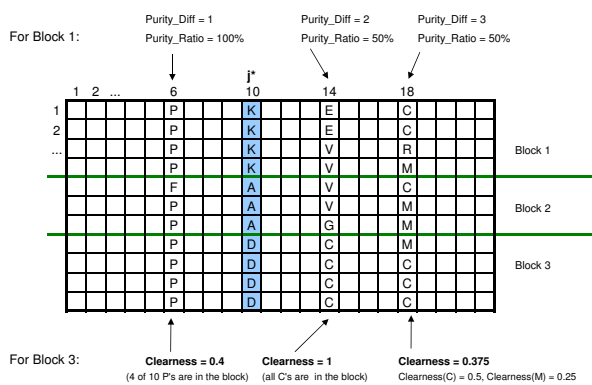 Purity_Diff = 1 Purity_Diff = 2 Purity_Diff = 3
For Block 1: Purity_Ratio = 100% Purity_Ratio = 50% Purity_Ratio = 50%
j*
1 2 ... 6 10 14 18
1 P K E C
2 P K E C
... P K V R Block 1
P K V M
F A V C
P A V M Block 2
P A G M
P D C M
P D C C Block 3
P D C C
P D C C
For Block 3: Clearness = 0.4 Clearness = 1 Clearness = 0.375
(4 of 10 P's are in the block) (all C's are in the block) Clearness(C) = 0.5, Clearness(M) = 0.25